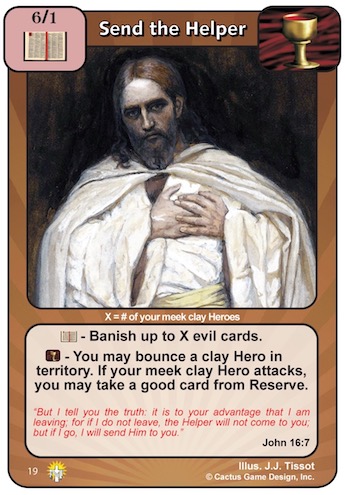 6/1
Send the Helper
X = # of your meek clay Heroes
- Banish up to X evil cards.
- You may bounce a clay Hero in
territory. If your meek clay Hero attacks,
you may take a good card from Reserve.
"But I tell you the truth: it is to your advantage that I am
leaving; for if I do not leave, the Helper will not come to you;
but if I go, I will send Him to you."
John 16:7
19
Illus. J.J. Tissot
© Cactus Game Design, Inc.